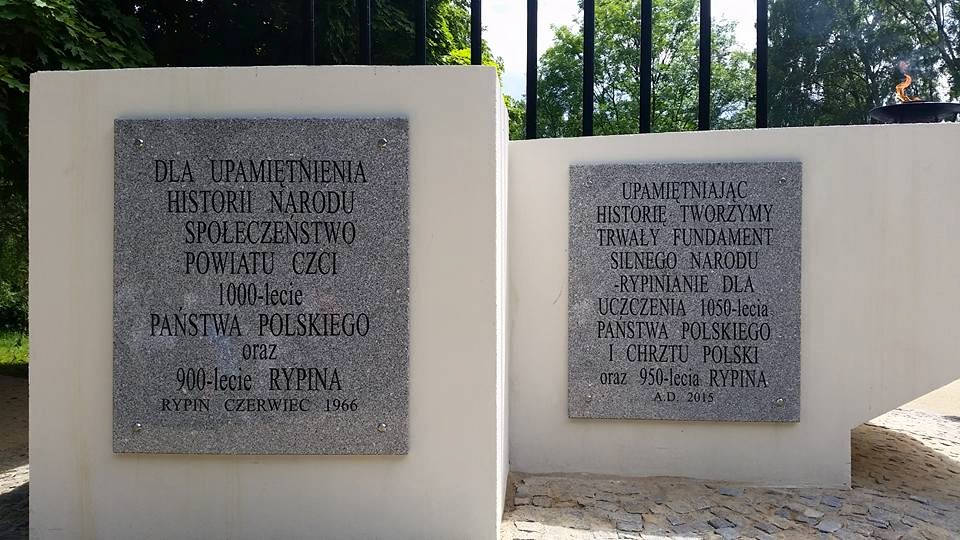 DLA UPAMIĘTNIENIA
HISTORII NARODU
SPOŁECZEŃSTWO
POWIATU CZCI
1000-lecie
PAŃSTWA POLSKIEGO
oraz
900-lecie RYPINA
RYPIN CZERWIEC 1966
UPAMIĘTNIAJĄC
HISTORIĘ TWORZYMY
TRWAŁY FUNDAMENT
SILNEGO NARODU
-RYPINIANIE DLA
UCZCZENIA 1050-lecia
PAŃSTWA POLSKIEGO
I CHRZTU POLSKI
oraz 950-lecia RYPINA
A.D. 2015